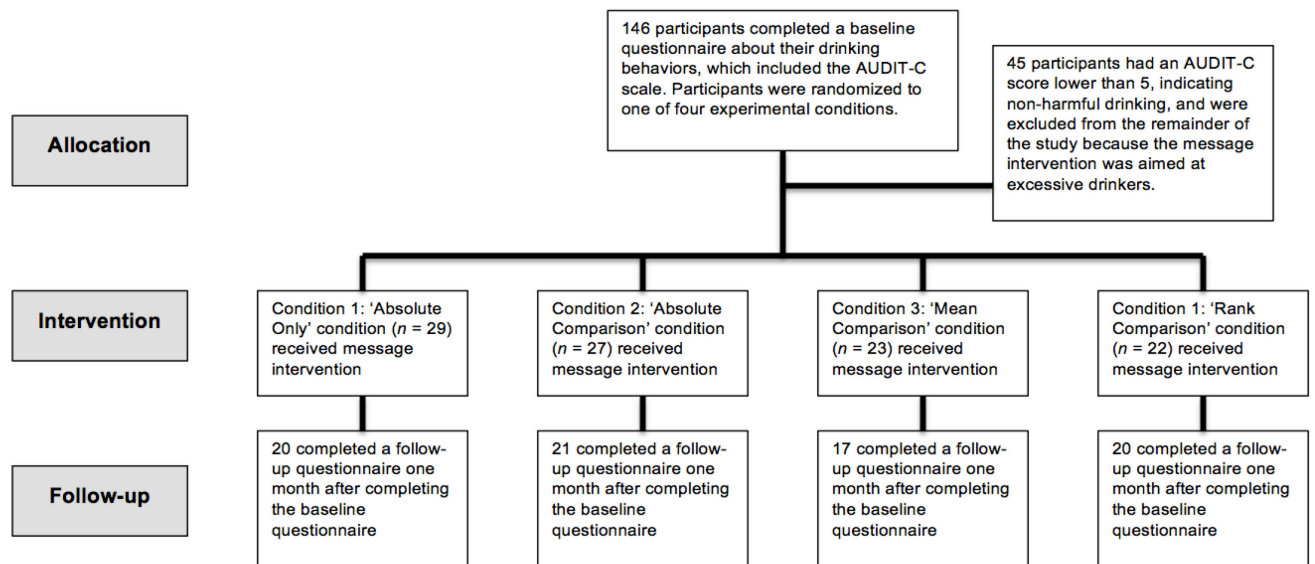 146 participants completed a baseline
questionnaire about their drinking
behaviors, which included the AUDIT-C
scale. Participants were randomized to
one of four experimental conditions.
45 participants had an AUDIT-C
score lower than 5, indicating
non-harmful drinking, and were
excluded from the remainder of
the study because the message
intervention was aimed at
excessive drinkers.
Allocation
Intervention
Condition 1: ‘Absolute
Only’ condition (n = 29)
received message
intervention
Condition 2: ‘Absolute
Comparison’ condition
(n = 27) received
message intervention
Condition 3: ‘Mean
Comparison’ condition
(n = 23) received
message intervention
Condition 1: ‘Rank
Comparison’ condition
(n = 22) received
message intervention
Follow-up
20 completed a follow-
up questionnaire one
month after completing
the baseline
questionnaire
21 completed a follow-
up questionnaire one
month after completing
the baseline
questionnaire
17 completed a follow-
up questionnaire one
month after completing
the baseline
questionnaire
20 completed a follow-
up questionnaire one
month after completing
the baseline
questionnaire